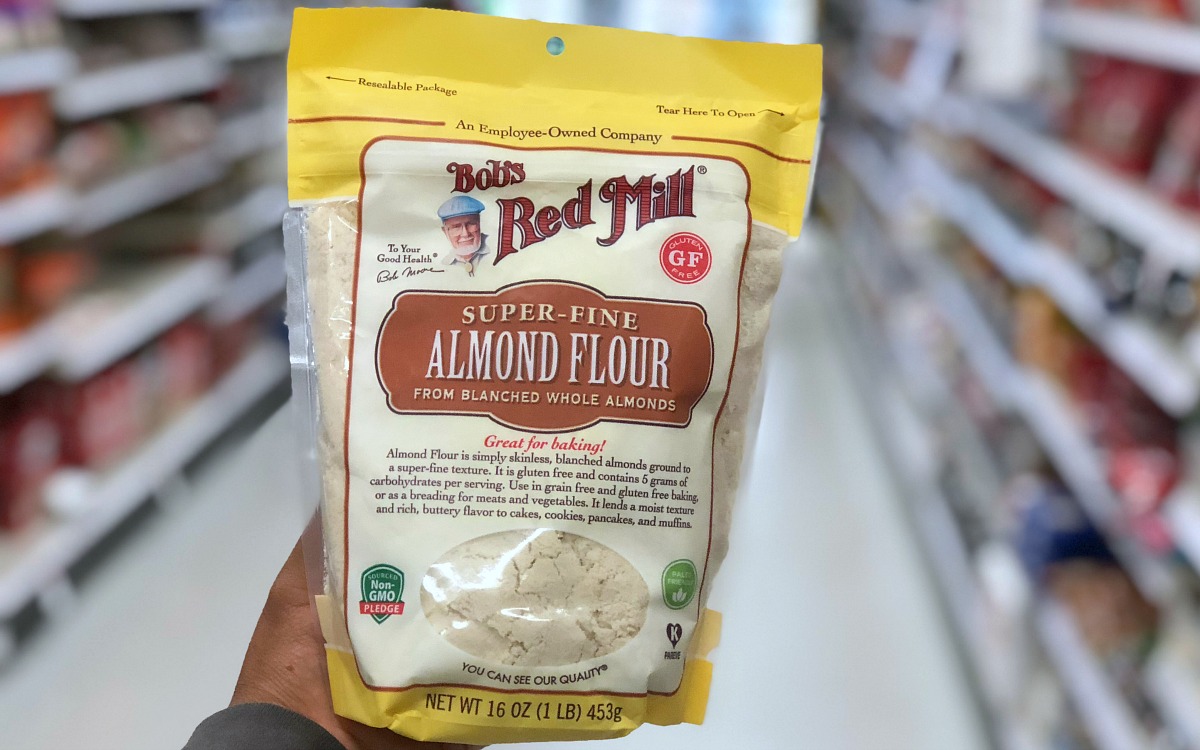 Resealable Package
Tear Here To Open
An Employee-Owned Company
Bob's
Red Mill®
To Your
Good Health®
Bob Moore
GLUTEN
GF
FREE
SUPER-FINE
ALMOND FLOUR
FROM BLANCHED WHOLE ALMONDS
Great for baking!
Almond Flour is simply skinless, blanched almonds ground to
a super-fine texture. It is gluten free and contains 5 grams of
carbohydrates per serving. Use in grain free and gluten free baking,
or as a breading for meats and vegetables. It lends a moist texture
and rich, buttery flavor to cakes, cookies, pancakes, and muffins.
SOURCED
Non-
GMO
PLEDGE
PALEO
FRIENDLY
K
PAREVE
YOU CAN SEE OUR QUALITY®
NET WT 16 OZ (1 LB) 453g